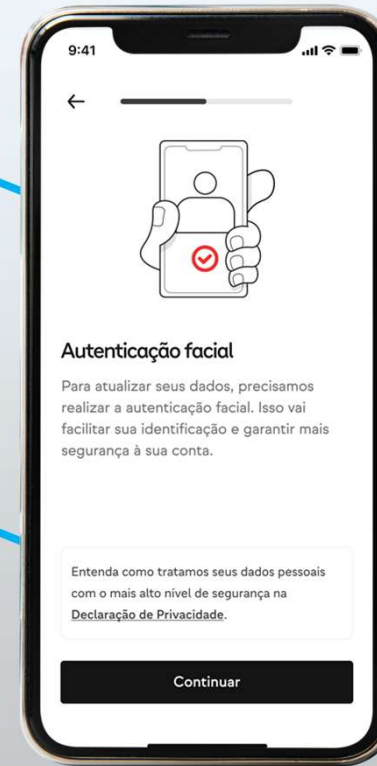 9:41
Autenticação facial
Para atualizar seus dados, precisamos
realizar a autenticação facial. Isso vai
facilitar sua identificação e garantir mais
segurança à sua conta.
Entenda como tratamos seus dados pessoais
com o mais alto nível de segurança na
Declaração de Privacidade.
Continuar